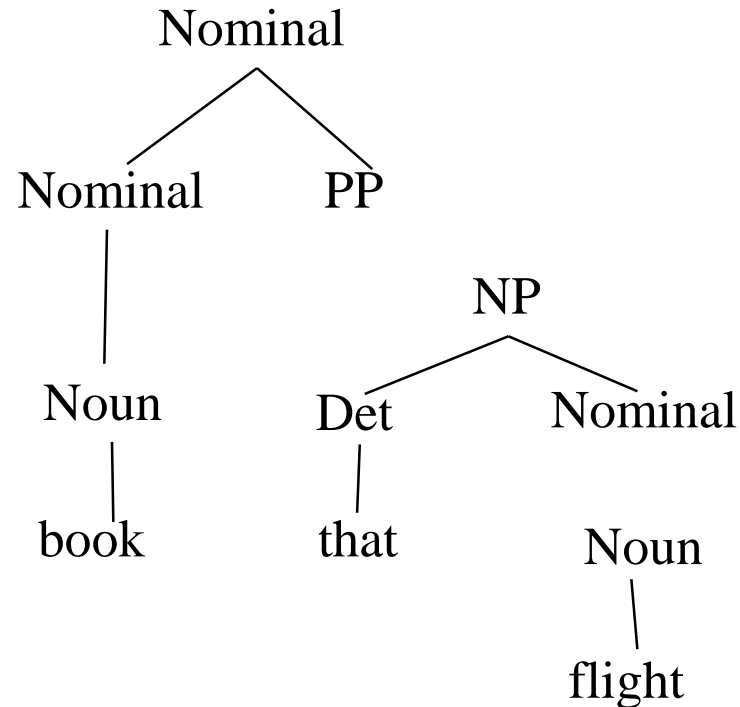 Nominal
Nominal PP
NP
Noun Det Nominal
book that Noun
flight